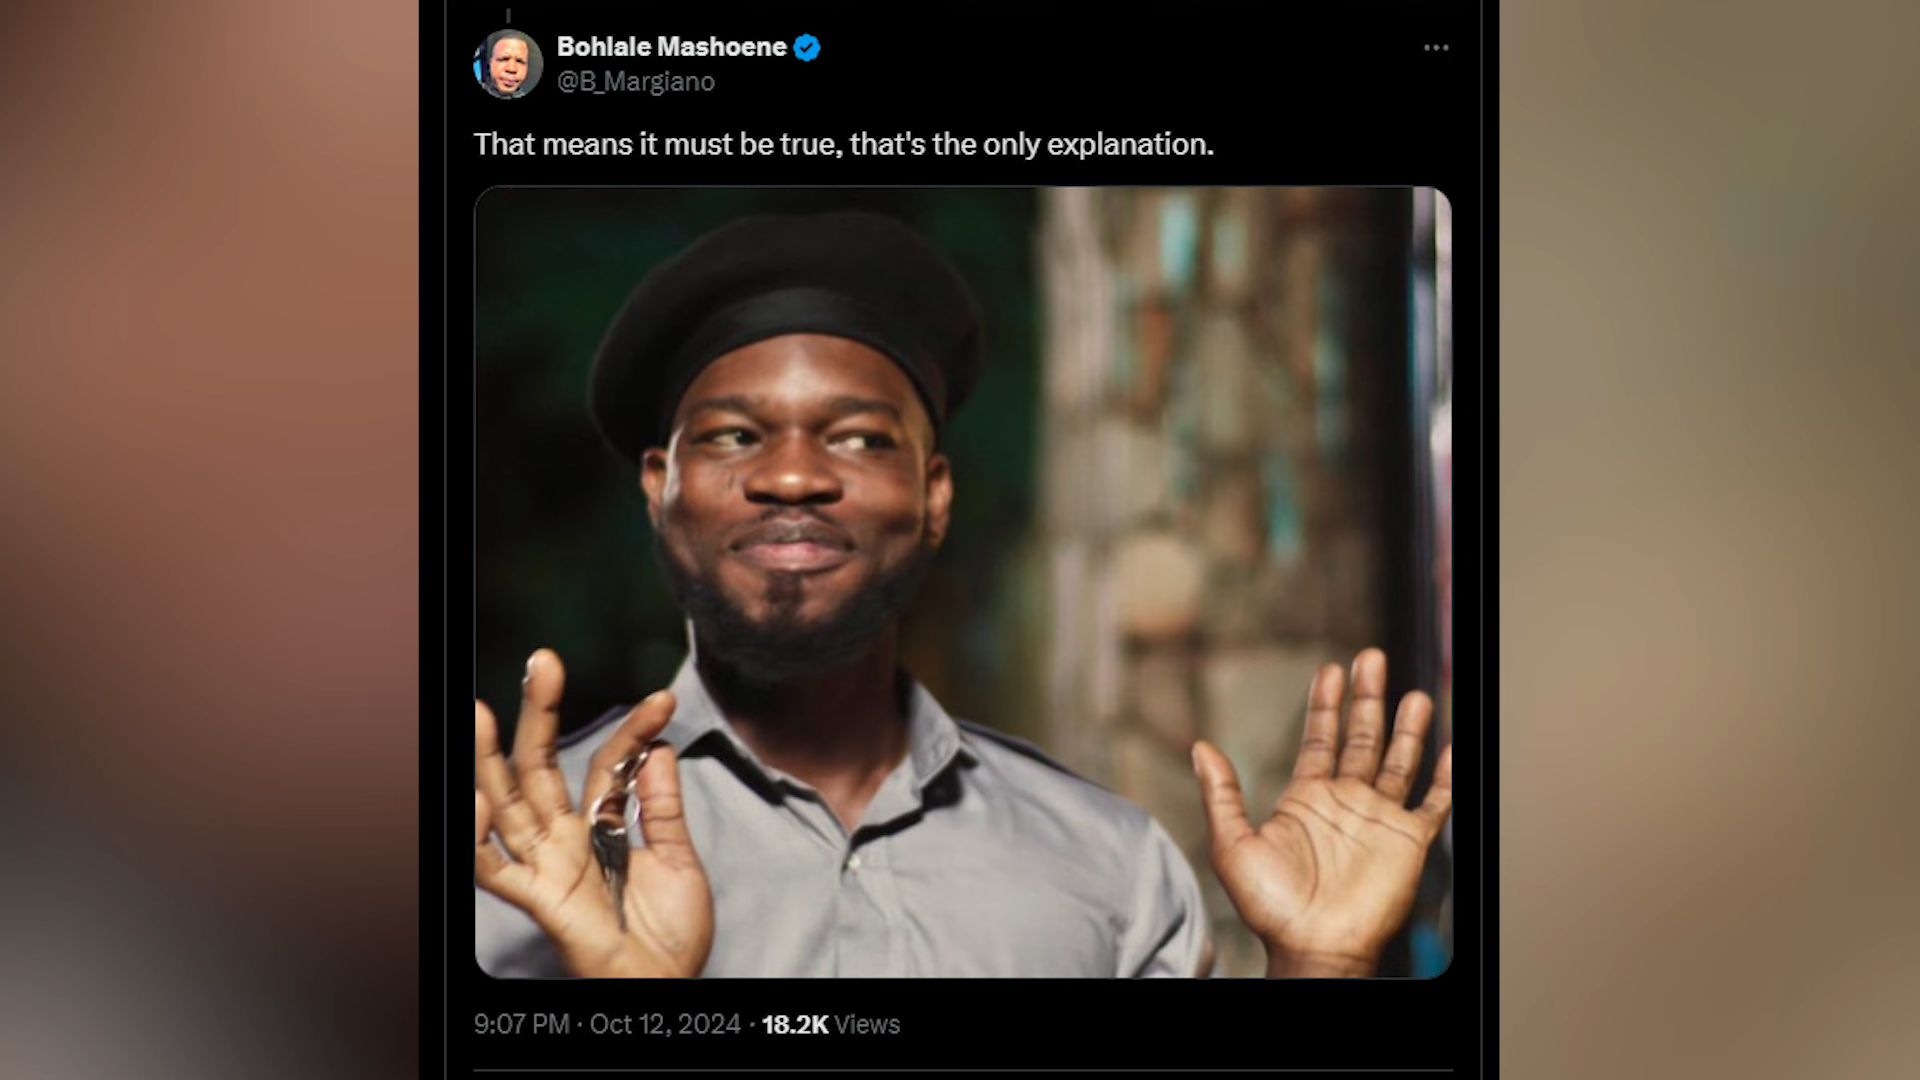 Bohlale Mashoene
@B_Margiano
That means it must be true, that's the only explanation.
9:07 PM · Oct 12, 2024 · 18.2K Views